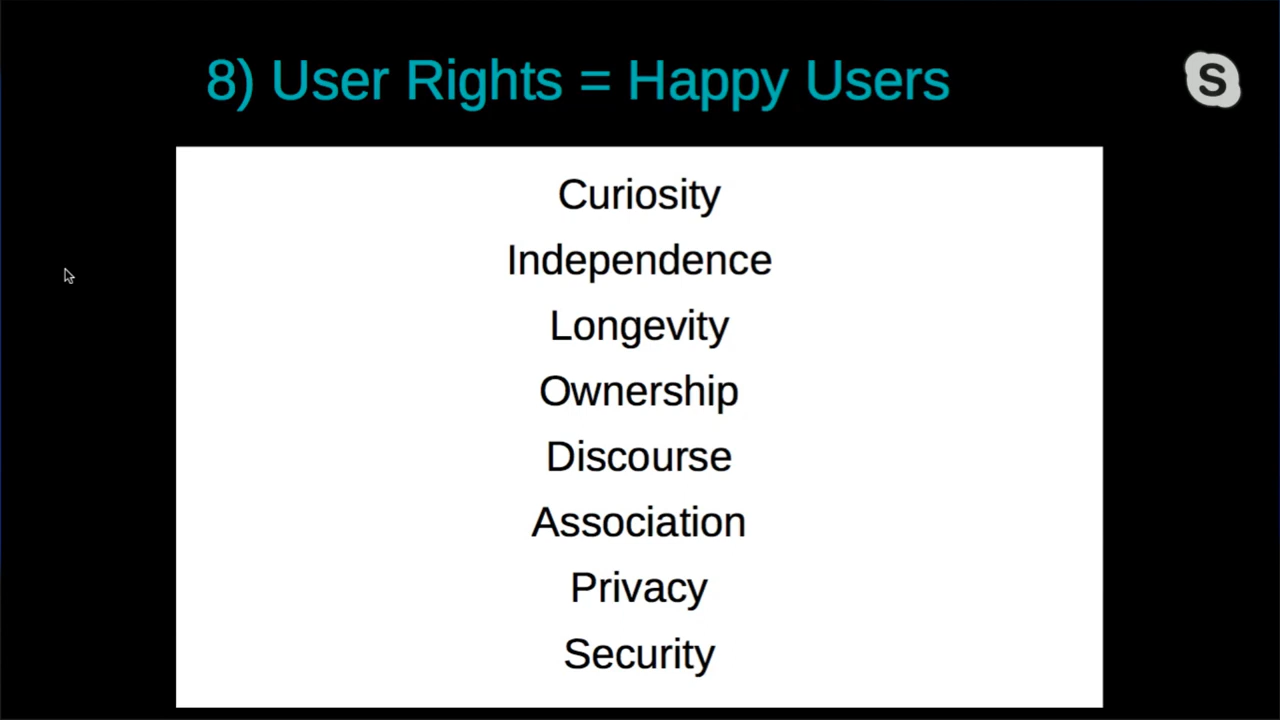 8) User Rights = Happy Users
S
Curiosity
Independence
Longevity
Ownership
Discourse
Association
Privacy
Security